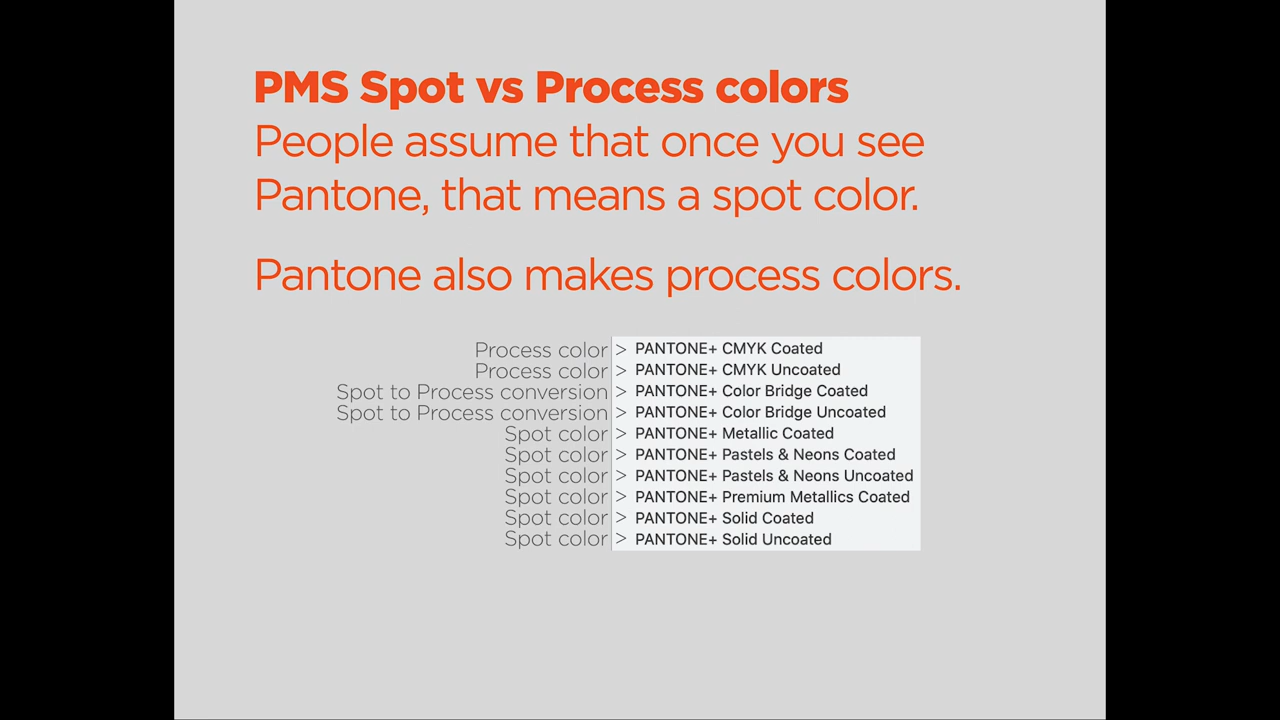 PMS Spot vs Process colors
People assume that once you see
Pantone, that means a spot color.
Pantone also makes process colors.
Process color > PANTONE+ CMYK Coated
Process color > PANTONE+ CMYK Uncoated
Spot to Process conversion > PANTONE+ Color Bridge Coated
Spot to Process conversion > PANTONE+ Color Bridge Uncoated
Spot color > PANTONE+ Metallic Coated
Spot color > PANTONE+ Pastels & Neons Coated
Spot color > PANTONE+ Pastels & Neons Uncoated
Spot color > PANTONE+ Premium Metallics Coated
Spot color > PANTONE+ Solid Coated
Spot color > PANTONE+ Solid Uncoated